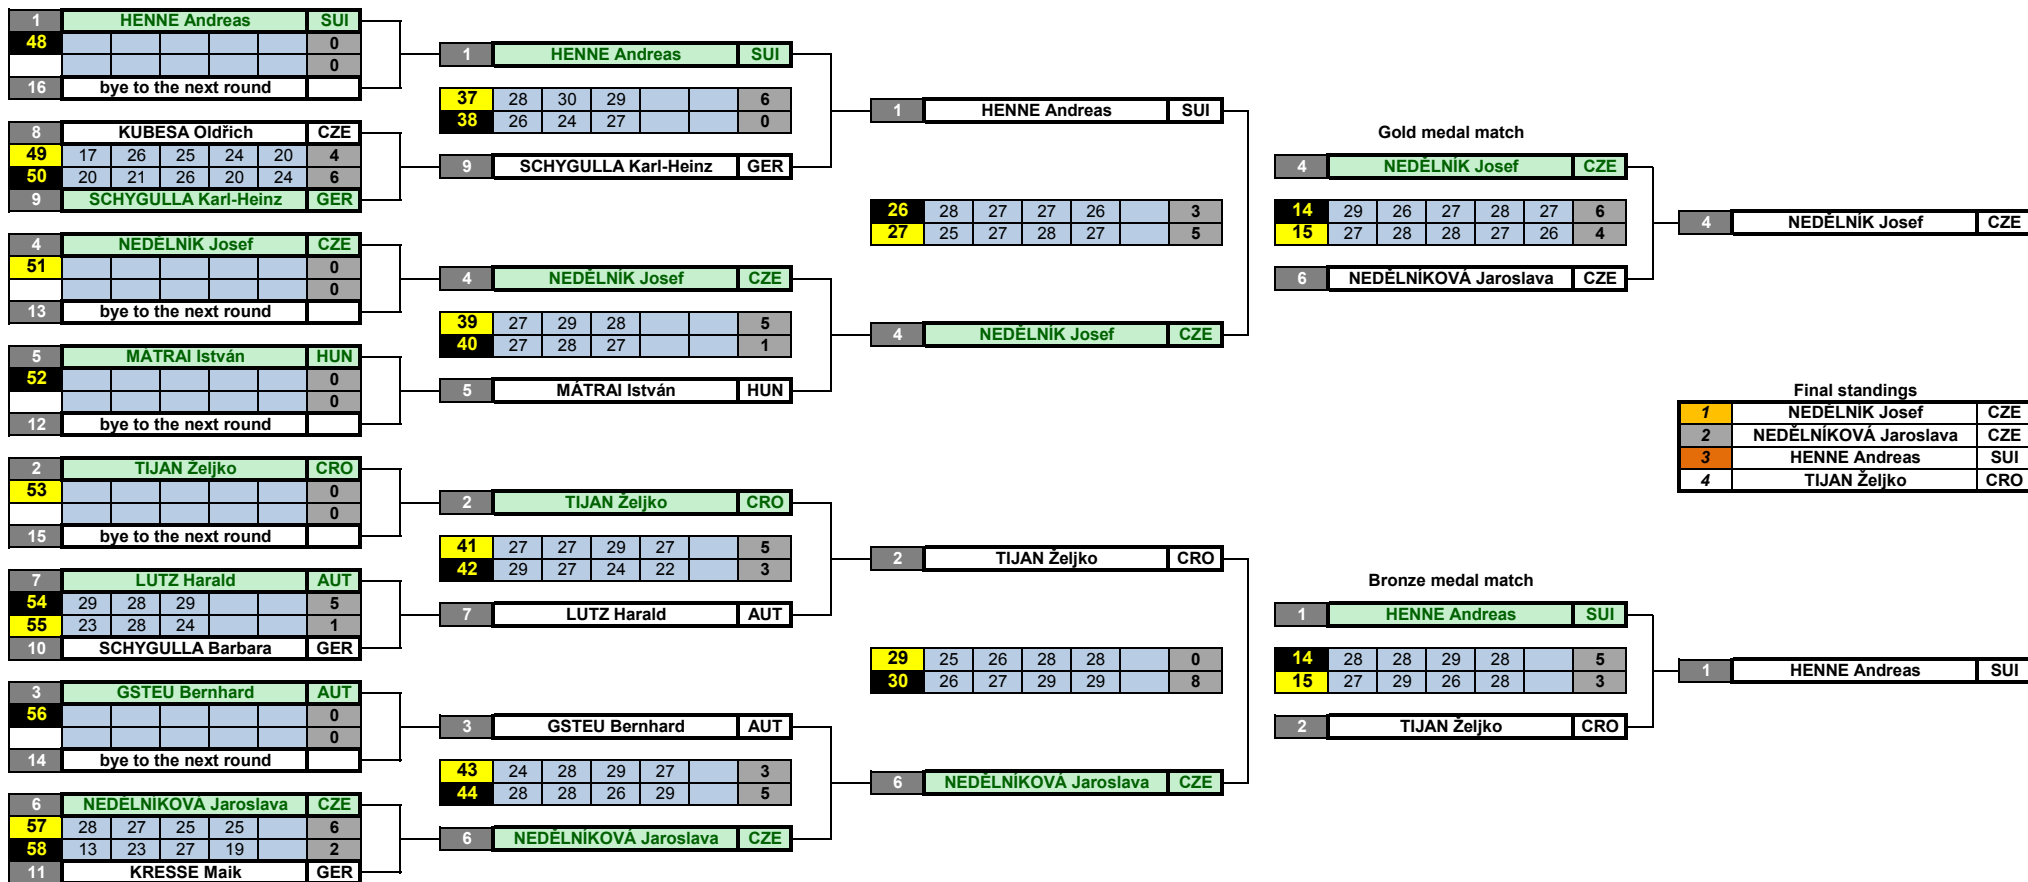 1 HENNE Andreas SUI
48 0
0
16 bye to the next round
8 KUBESA Oldřich CZE
49 17 26 25 24 20 4
50 20 21 26 20 24 6
9 SCHYGULLA Karl-Heinz GER
4 NEDĚLNÍK Josef CZE
51 0
0
13 bye to the next round
5 MÁTRAI István HUN
52 0
0
12 bye to the next round
2 TIJAN Željko CRO
53 0
0
15 bye to the next round
7 LUTZ Harald AUT
54 29 28 29 5
55 23 28 24 1
10 SCHYGULLA Barbara GER
3 GSTEU Bernhard AUT
56 0
0
14 bye to the next round
6 NEDĚLNÍKOVÁ Jaroslava CZE
57 28 27 25 25 6
58 13 23 27 19 2
11 KRESSE Maik GER
1 HENNE Andreas SUI
37 28 30 29 6
38 26 24 27 0
9 SCHYGULLA Karl-Heinz GER
4 NEDĚLNÍK Josef CZE
39 27 29 28 5
40 27 28 27 1
5 MÁTRAI István HUN
2 TIJAN Željko CRO
41 27 27 29 27 5
42 29 27 24 22 3
7 LUTZ Harald AUT
3 GSTEU Bernhard AUT
43 24 28 29 27 3
44 28 28 26 29 5
6 NEDĚLNÍKOVÁ Jaroslava CZE
1 HENNE Andreas SUI
26 28 27 27 26 3
27 25 27 28 27 5
4 NEDĚLNÍK Josef CZE
2 TIJAN Željko CRO
29 25 26 28 28 0
30 26 27 29 29 8
6 NEDĚLNÍKOVÁ Jaroslava CZE
Gold medal match
4 NEDĚLNÍK Josef CZE
14 29 26 27 28 27 6
15 27 28 28 27 26 4
6 NEDĚLNÍKOVÁ Jaroslava CZE
Bronze medal match
1 HENNE Andreas SUI
14 28 28 29 28 5
15 27 29 26 28 3
2 TIJAN Željko CRO
4 NEDĚLNÍK Josef CZE
Final standings
1 NEDĚLNÍK Josef CZE
2 NEDĚLNÍKOVÁ Jaroslava CZE
3 HENNE Andreas SUI
4 TIJAN Željko CRO
1 HENNE Andreas SUI